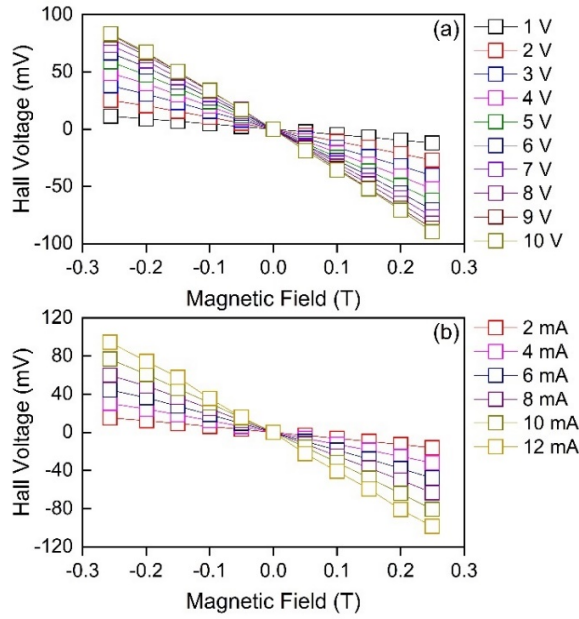 (a)
100
50
0
-50
-100
Hall Voltage (mV)
-0.3 -0.2 -0.1 0.0 0.1 0.2 0.3
Magnetic Field (T)
1 V
2 V
3 V
4 V
5 V
6 V
7 V
8 V
9 V
10 V
(b)
120
80
40
0
-40
-80
-120
Hall Voltage (mV)
-0.3 -0.2 -0.1 0.0 0.1 0.2 0.3
Magnetic Field (T)
2 mA
4 mA
6 mA
8 mA
10 mA
12 mA